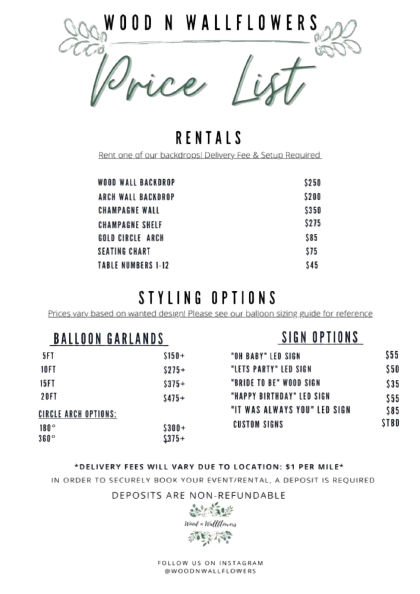 WOOD N WALLFLOWERS
Price List
RENTALS
Rent one of our backdrops! Delivery Fee & Setup Required
WOOD WALL BACKDROP $250
ARCH WALL BACKDROP $200
CHAMPAGNE WALL $350
CHAMPAGNE SHELF $275
GOLD CIRCLE ARCH $85
SEATING CHART $75
TABLE NUMBERS 1-12 $45
STYLING OPTIONS
Prices vary based on wanted design! Please see our balloon sizing guide for reference
BALLOON GARLANDS
5FT $150+
10FT $275+
15FT $375+
20FT $475+
CIRCLE ARCH OPTIONS:
180° $300+
360° $375+
SIGN OPTIONS
"OH BABY" LED SIGN $55
"LETS PARTY" LED SIGN $50
"BRIDE TO BE" WOOD SIGN $35
"HAPPY BIRTHDAY" LED SIGN $55
"IT WAS ALWAYS YOU" LED SIGN $85
CUSTOM SIGNS $TBD
*DELIVERY FEES WILL VARY DUE TO LOCATION: $1 PER MILE*
IN ORDER TO SECURELY BOOK YOUR EVENT/RENTAL, A DEPOSIT IS REQUIRED
DEPOSITS ARE NON-REFUNDABLE
Wood n Wallflowers
FOLLOW US ON INSTAGRAM
@WOODNWALLFLOWERS